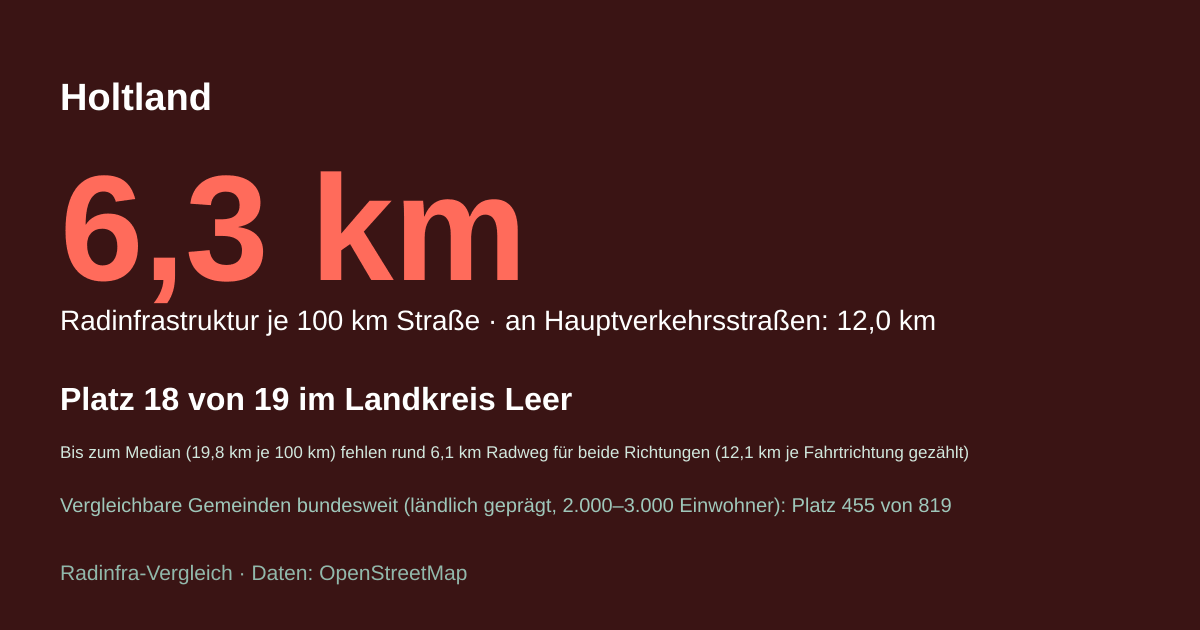 Holtland
6,3 km
Radinfrastruktur je 100 km Straße · an Hauptverkehrsstraßen: 12,0 km
Platz 18 von 19 im Landkreis Leer
Bis zum Median (19,8 km je 100 km) fehlen rund 6,1 km Radweg für beide Richtungen (12,1 km je Fahrtrichtung gezählt)
Vergleichbare Gemeinden bundesweit (ländlich geprägt, 2.000–3.000 Einwohner): Platz 455 von 819
Radinfra-Vergleich · Daten: OpenStreetMap